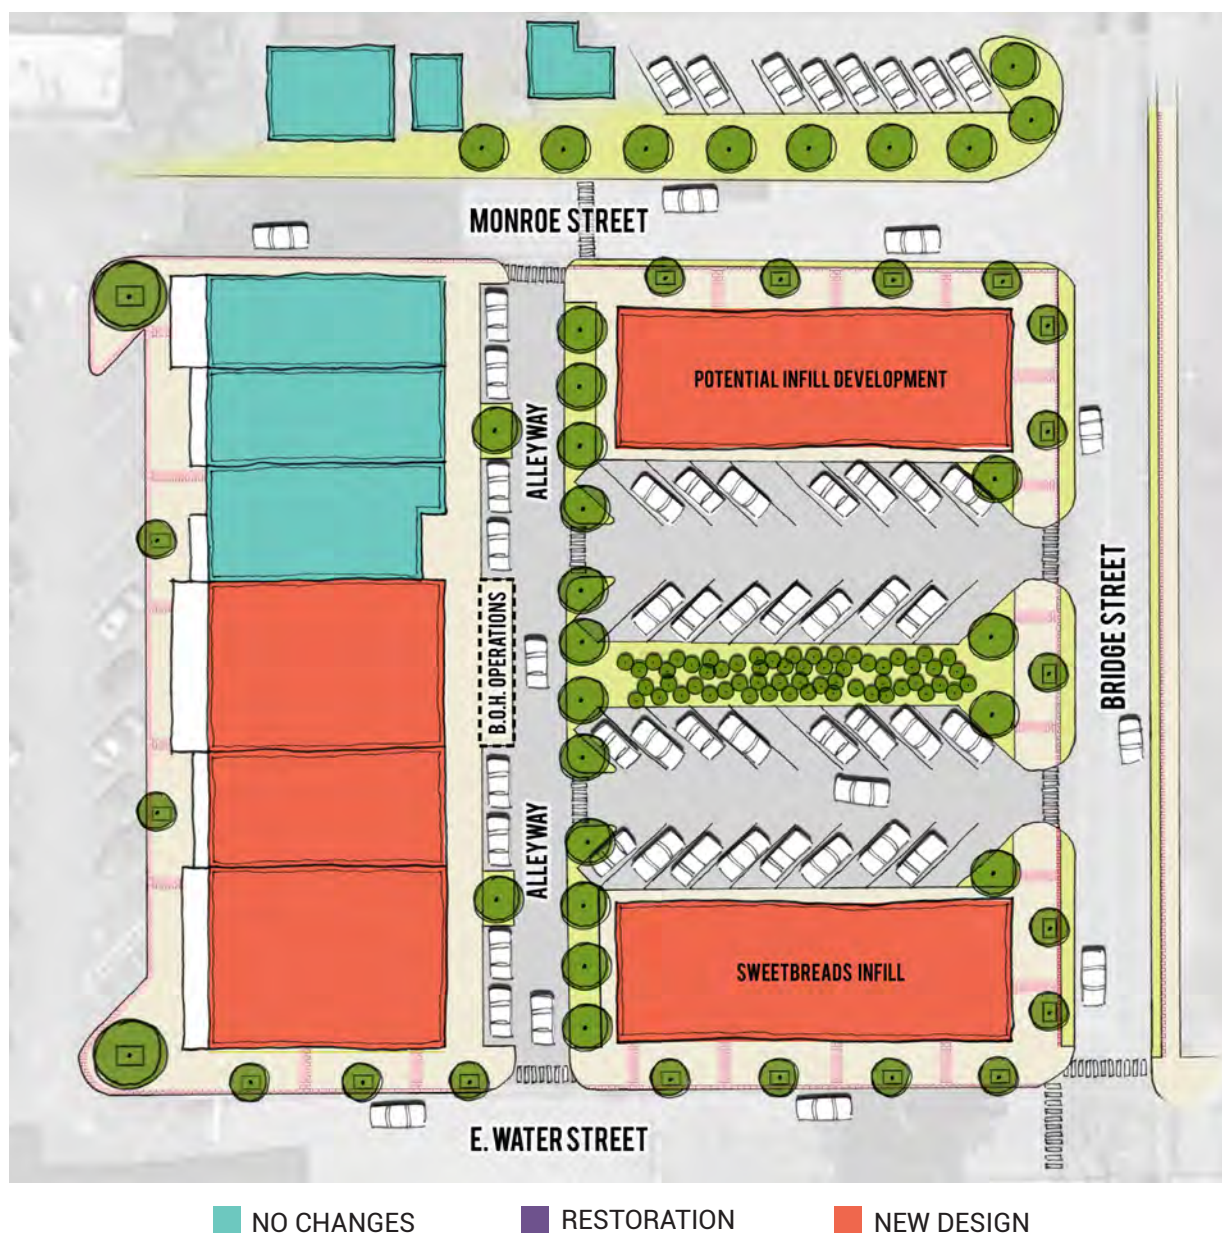 MONROE STREET
POTENTIAL INFILL DEVELOPMENT
ALLEYWAY
B.O.H. OPERATIONS
BRIDGE STREET
ALLEYWAY
SWEETBREADS INFILL
E. WATER STREET
NO CHANGES
RESTORATION
NEW DESIGN